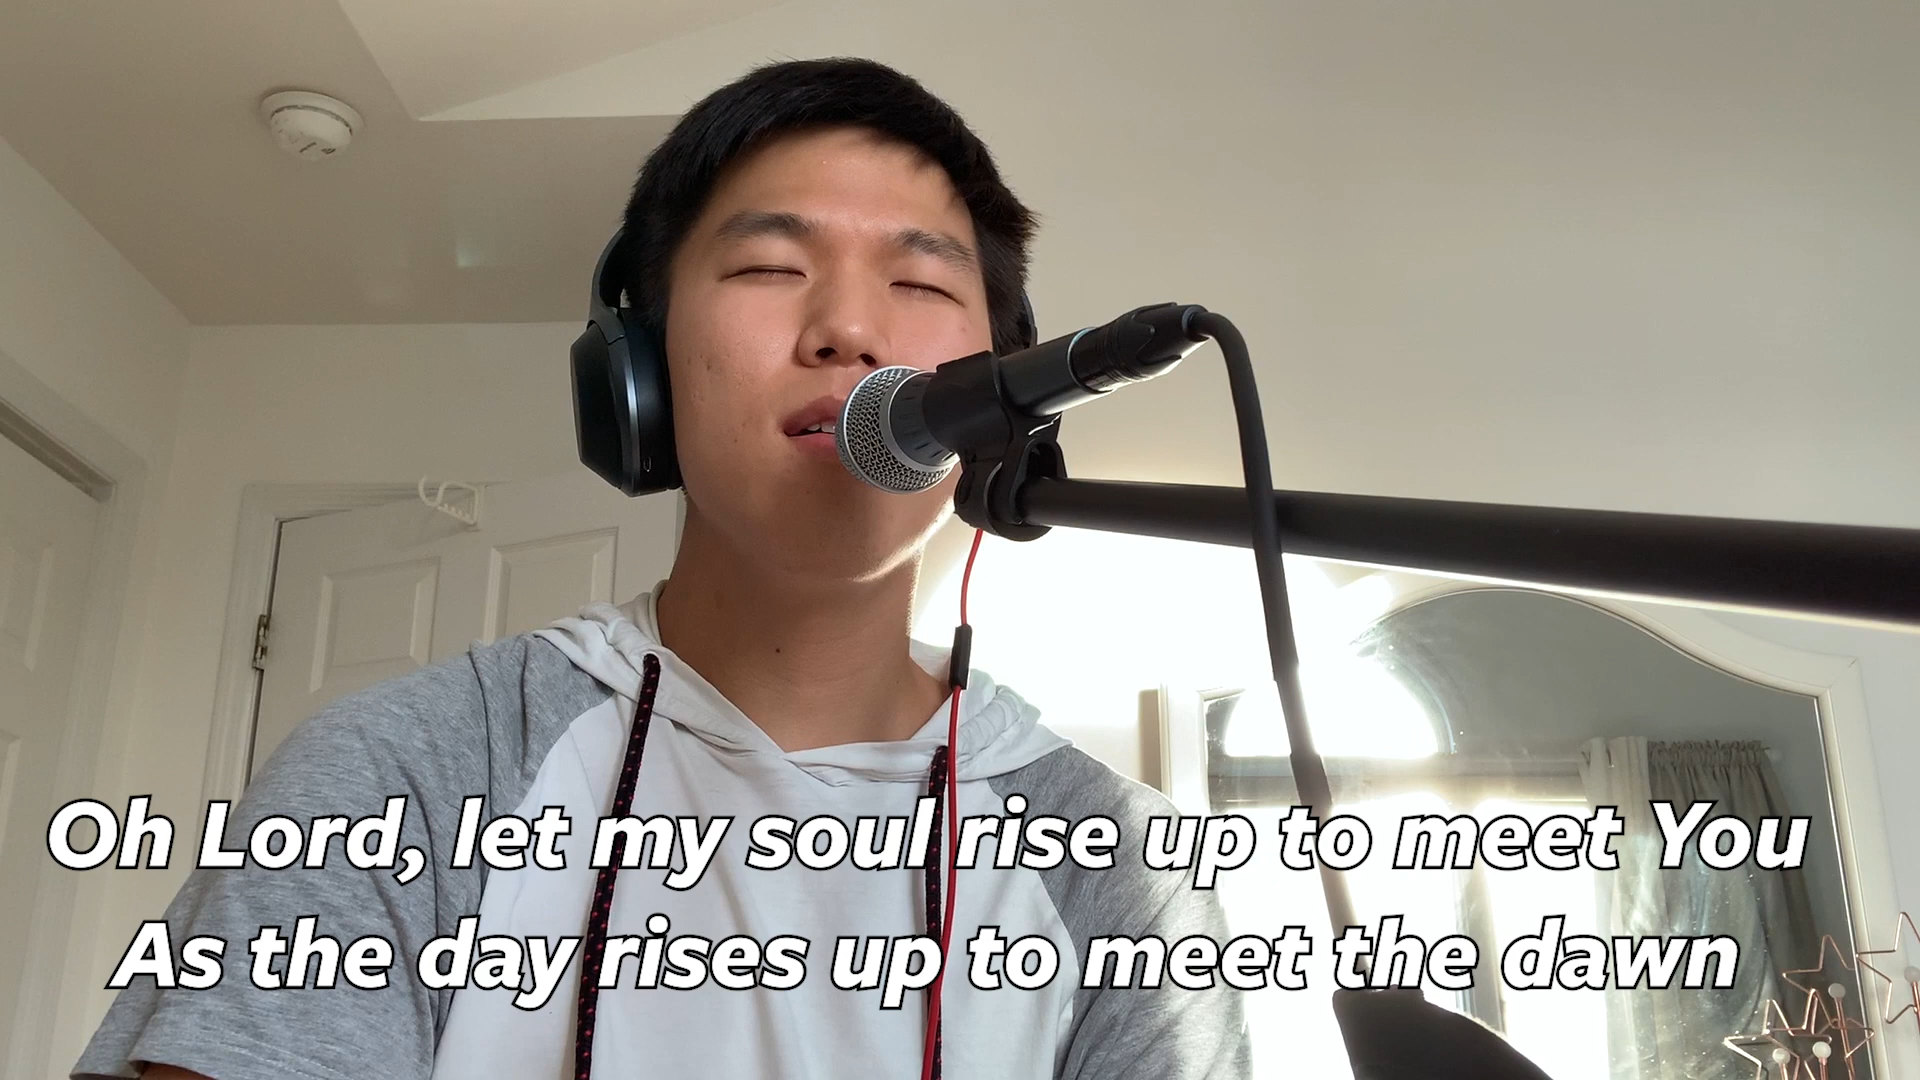 Oh Lord, let my soul rise up to meet You
As the day rises up to meet the dawn